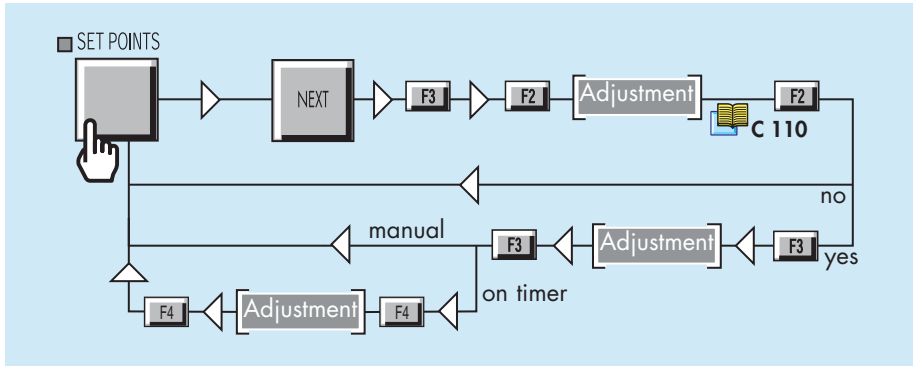 SET POINTS
NEXT
F3
F2
Adjustment
C 110
F2
no
manual
F3
Adjustment
F3
yes
on timer
F4
Adjustment
F4